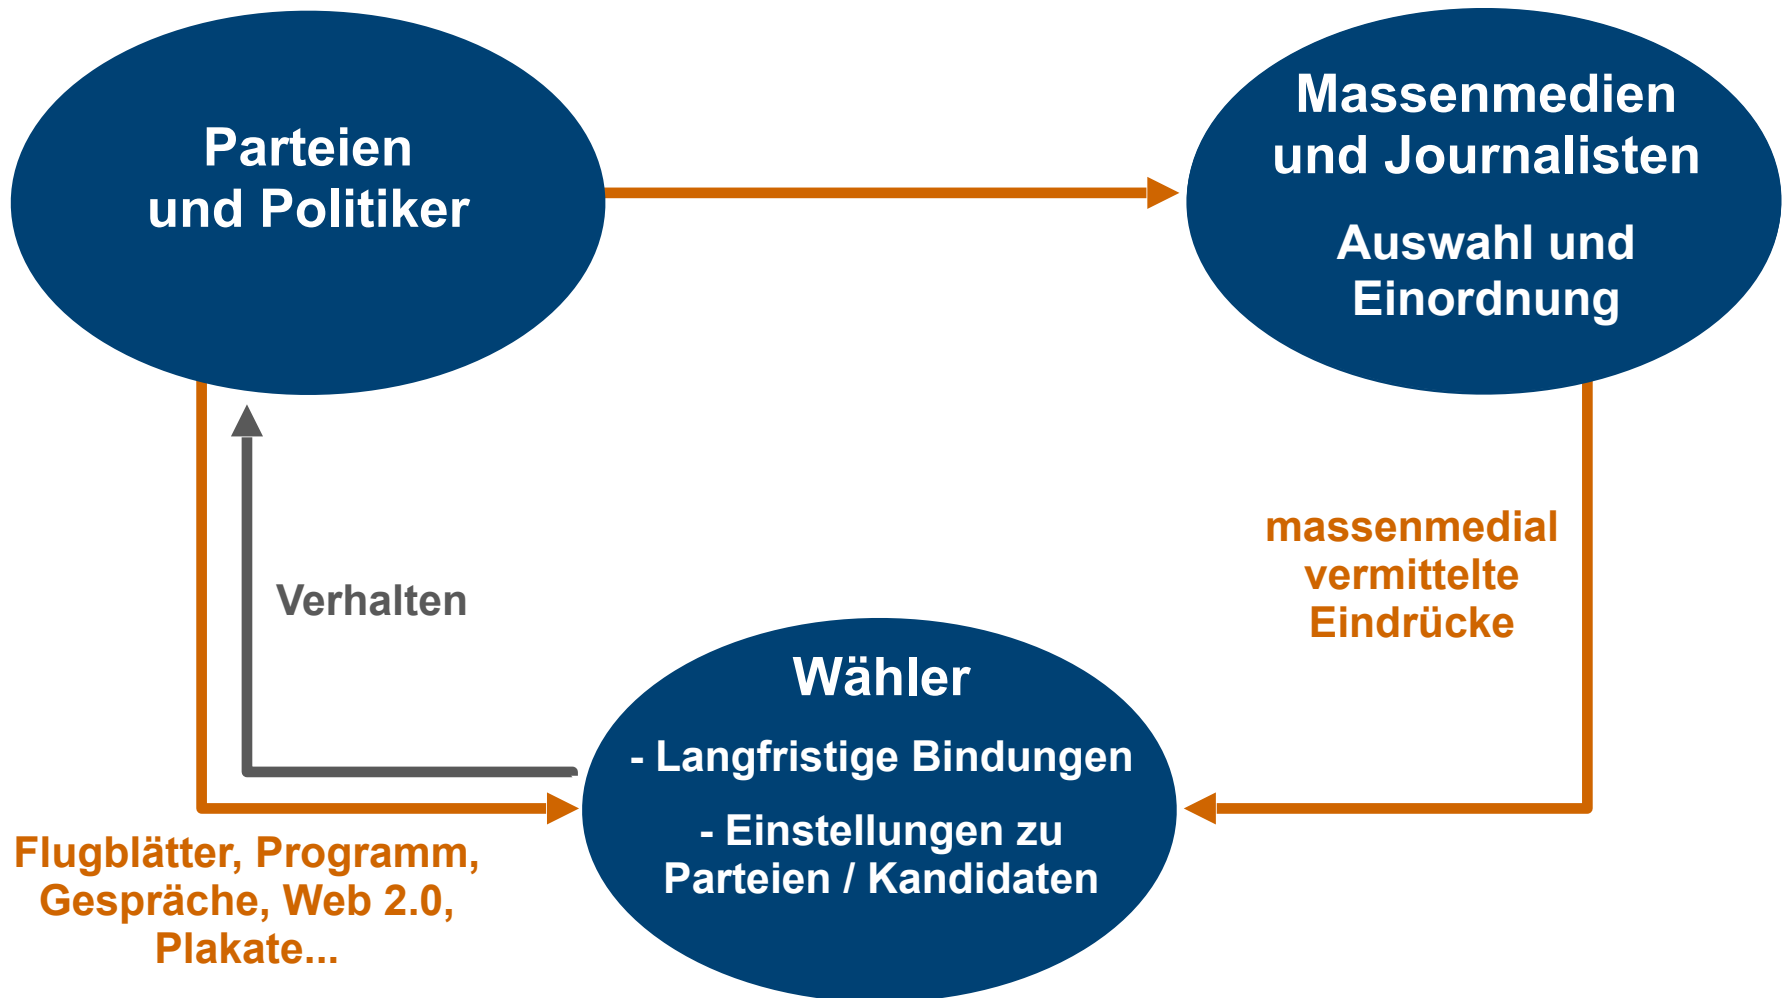 Parteien
und Politiker
Massenmedien
und Journalisten
Auswahl und
Einordnung
massenmedial
vermittelte
Eindrücke
Verhalten
Wähler
- Langfristige Bindungen
- Einstellungen zu
Parteien / Kandidaten
Flugblätter, Programm,
Gespräche, Web 2.0,
Plakate...